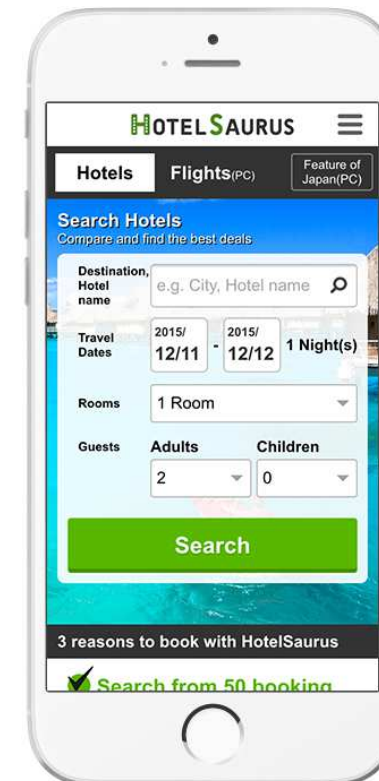 HOTELSAURUS
Hotels
Flights(PC)
Feature of
Japan(PC)
Search Hotels
Compare and find the best deals
Destination,
Hotel
name
e.g. City, Hotel name
Travel
Dates
2015/
12/11
-
2015/
12/12
1 Night(s)
Rooms
1 Room
Guests
Adults
Children
2
0
Search
3 reasons to book with HotelSaurus
Search from 50 booking